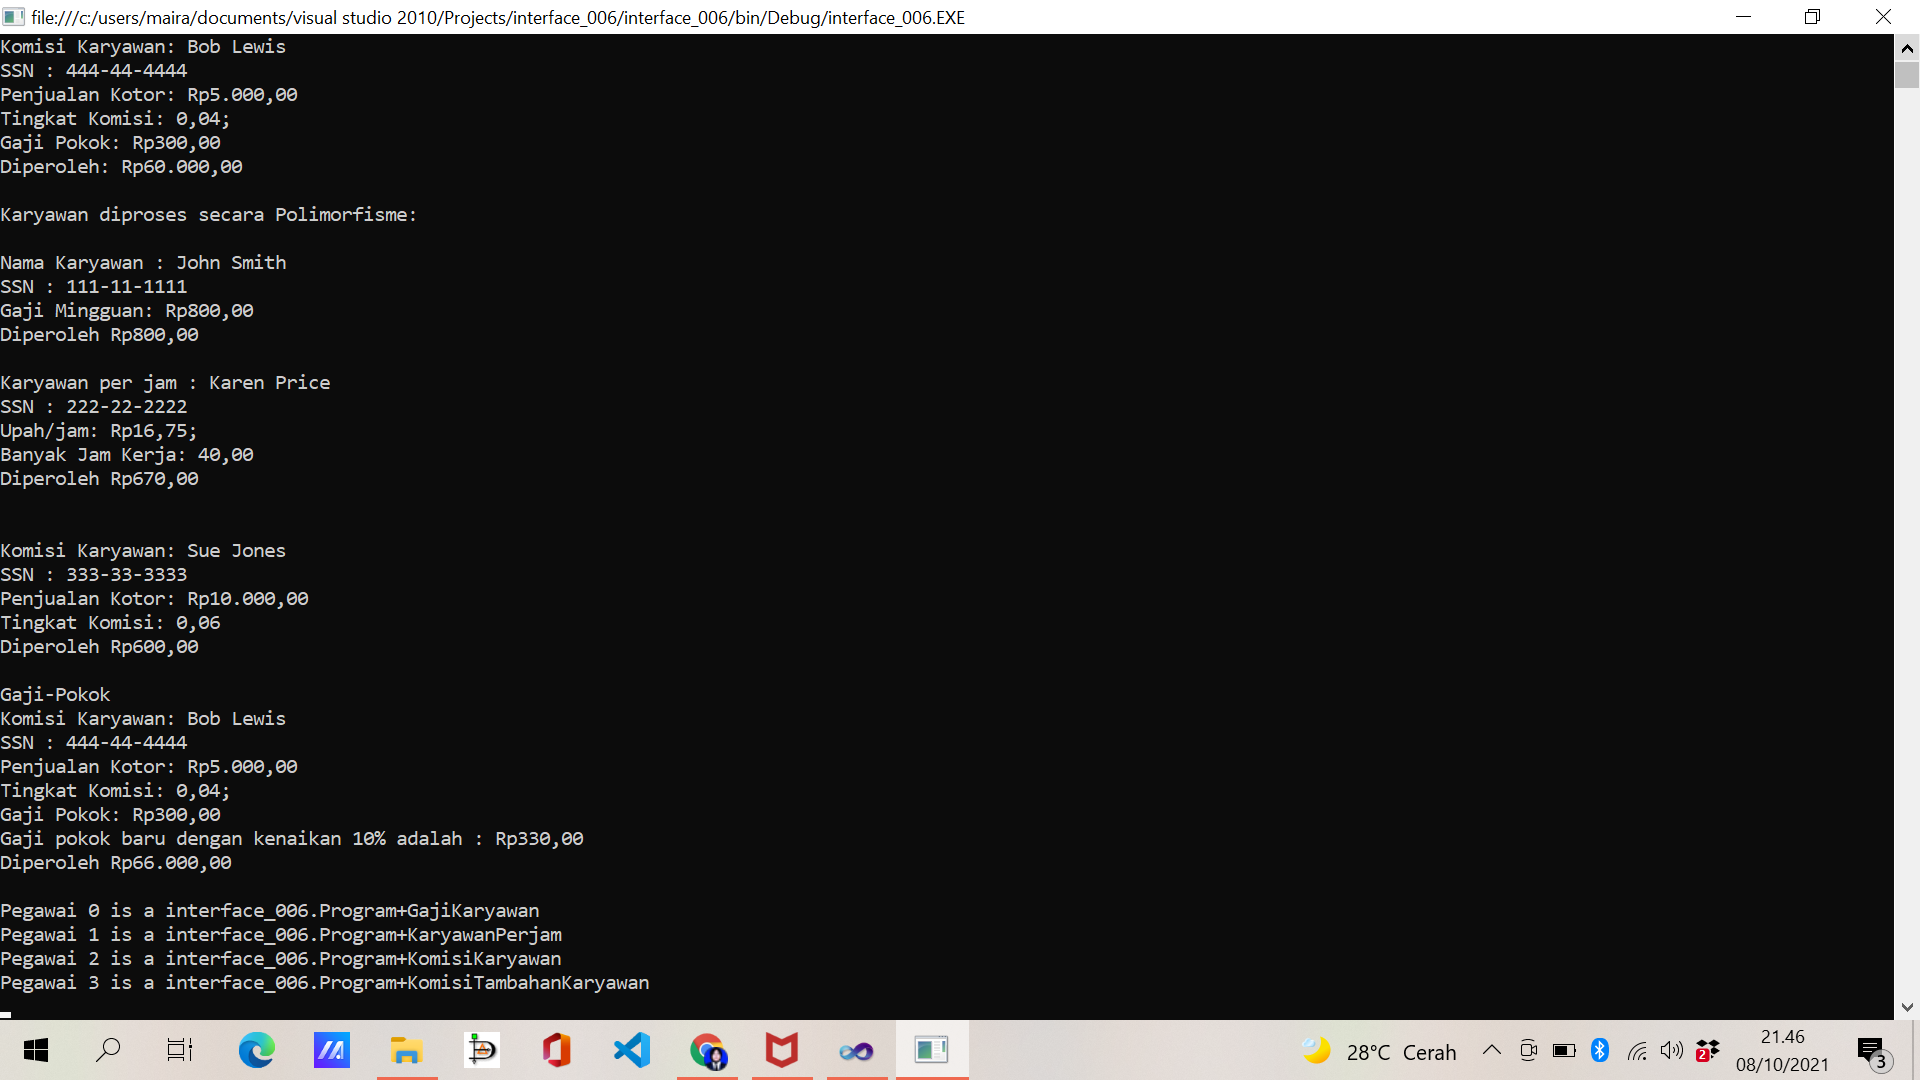 file:///c:/users/maira/documents/visual studio 2010/Projects/interface_006/interface_006/bin/Debug/interface_006.EXE
Komisi Karyawan: Bob Lewis
SSN : 444-44-4444
Penjualan Kotor: Rp5.000,00
Tingkat Komisi: 0,04;
Gaji Pokok: Rp300,00
Diperoleh: Rp60.000,00
Karyawan diproses secara Polimorfisme:
Nama Karyawan : John Smith
SSN : 111-11-1111
Gaji Mingguan: Rp800,00
Diperoleh Rp800,00
Karyawan per jam : Karen Price
SSN : 222-22-2222
Upah/jam: Rp16,75;
Banyak Jam Kerja: 40,00
Diperoleh Rp670,00
Komisi Karyawan: Sue Jones
SSN : 333-33-3333
Penjualan Kotor: Rp10.000,00
Tingkat Komisi: 0,06
Diperoleh Rp600,00
Gaji-Pokok
Komisi Karyawan: Bob Lewis
SSN : 444-44-4444
Penjualan Kotor: Rp5.000,00
Tingkat Komisi: 0,04;
Gaji Pokok: Rp300,00
Gaji pokok baru dengan kenaikan 10% adalah : Rp330,00
Diperoleh Rp66.000,00
Pegawai 0 is a interface_006.Program+GajiKaryawan
Pegawai 1 is a interface_006.Program+KaryawanPerjam
Pegawai 2 is a interface_006.Program+KomisiKaryawan
Pegawai 3 is a interface_006.Program+KomisiTambahanKaryawan
28°C Cerah
2
21.46
08/10/2021
3